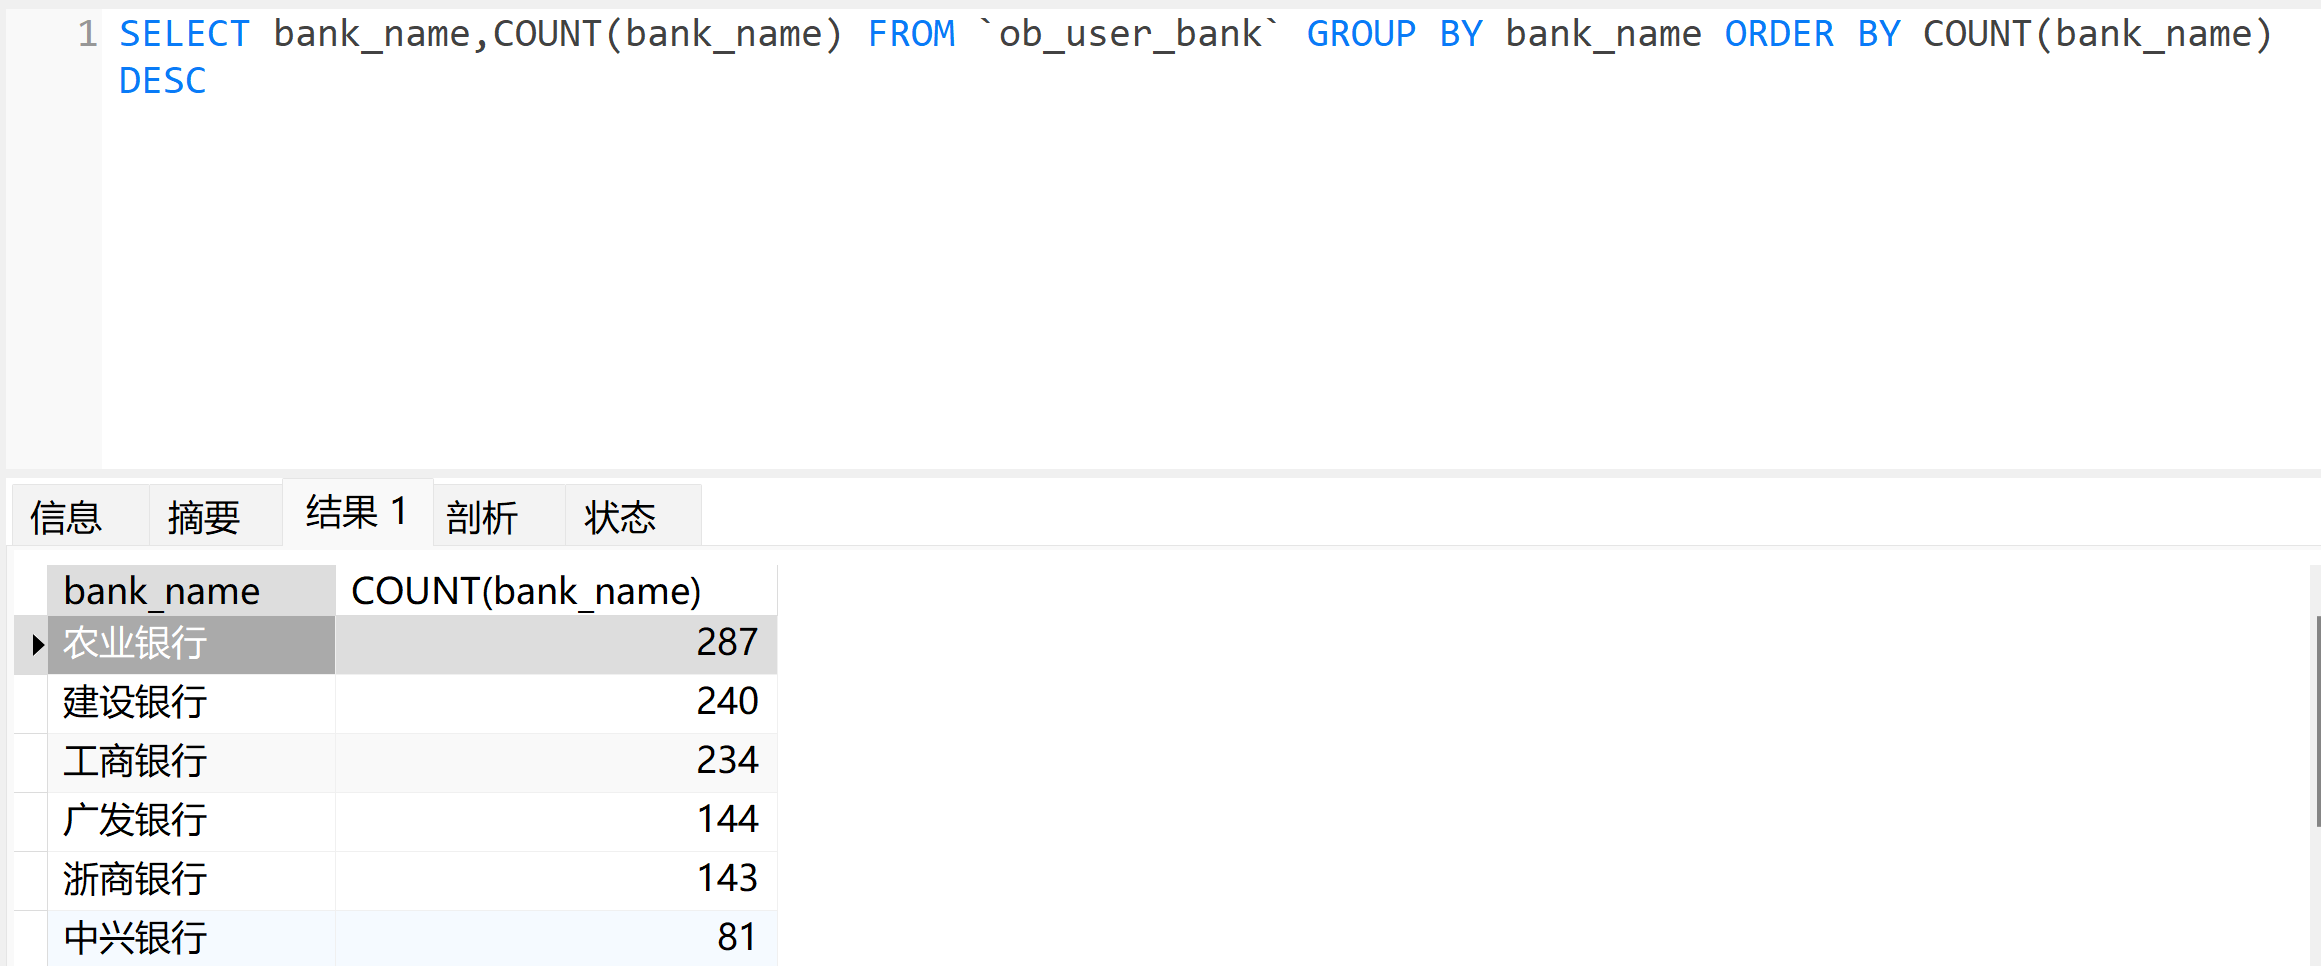 1 SELECT bank_name,COUNT(bank_name) FROM `ob_user_bank` GROUP BY bank_name ORDER BY COUNT(bank_name)
DESC
信息 摘要 结果 1 剖析 状态
bank_name COUNT(bank_name)
农业银行 287
建设银行 240
工商银行 234
广发银行 144
浙商银行 143
中兴银行 81